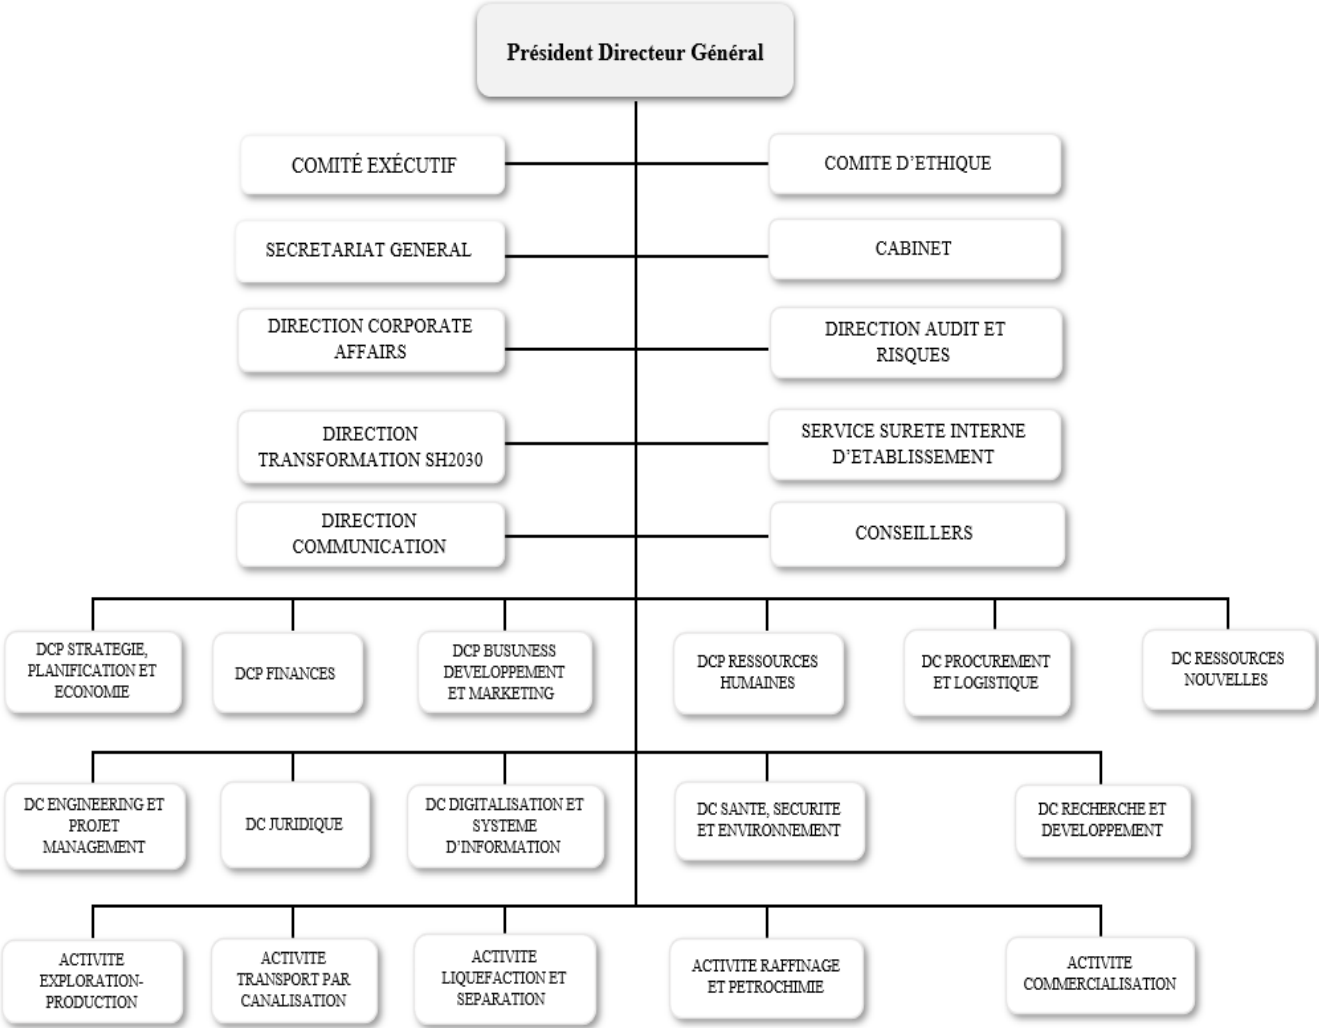 Président Directeur Général
COMITÉ EXÉCUTIF
COMITE D’ETHIQUE
SECRETARIAT GENERAL
CABINET
DIRECTION CORPORATE
AFFAIRS
DIRECTION AUDIT ET
RISQUES
DIRECTION
TRANSFORMATION SH2030
SERVICE SURETE INTERNE
D’ETABLISSEMENT
DIRECTION
COMMUNICATION
CONSEILLERS
DCP STRATEGIE,
PLANIFICATION ET
ECONOMIE
DCP FINANCES
DCP BUSUNESS
DEVELOPPEMENT
ET MARKETING
DCP RESSOURCES
HUMAINES
DC PROCUREMENT
ET LOGISTIQUE
DC RESSOURCES
NOUVELLES
DC ENGINEERING ET
PROJET
MANAGEMENT
DC JURIDIQUE
DC DIGITALISATION ET
SYSTEME
D’INFORMATION
DC SANTE, SECURITE
ET ENVIRONNEMENT
DC RECHERCHE ET
DEVELOPPEMENT
ACTIVITE
EXPLORATION-
PRODUCTION
ACTIVITE
TRANSPORT PAR
CANALISATION
ACTIVITE
LIQUEFACTION ET
SEPARATION
ACTIVITE RAFFINAGE
ET PETROCHIMIE
ACTIVITE
COMMERCIALISATION